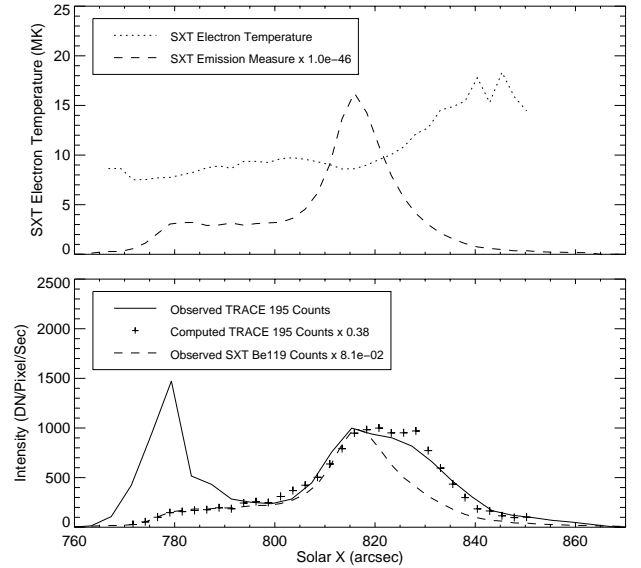 25
20
15
10
5
0
SXT Electron Temperature (MK)
SXT Electron Temperature
SXT Emission Measure x 1.0e−46
2500
2000
1500
1000
500
0
Intensity (DN/Pixel/Sec)
Observed TRACE 195 Counts
Computed TRACE 195 Counts x 0.38
Observed SXT Be119 Counts x 8.1e−02
760 780 800 820 840 860
Solar X (arcsec)